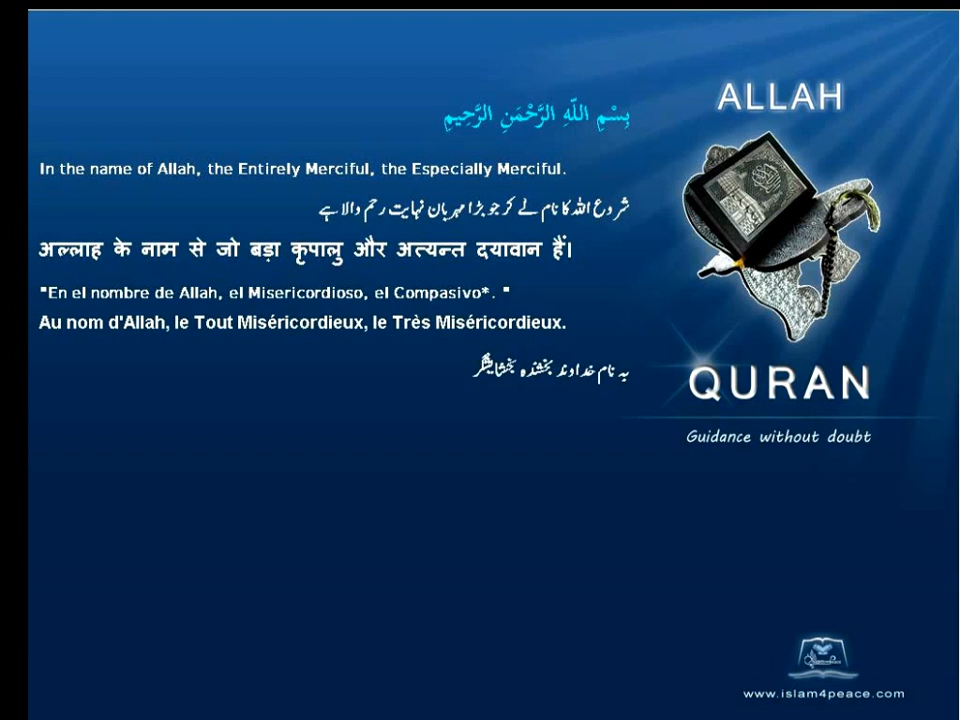 بِسْمِ اللَّهِ الرَّحْمَنِ الرَّحِيمِ
In the name of Allah, the Entirely Merciful, the Especially Merciful.
شروع الله کا نام لے کر جو بڑا مہربان نہایت رحم والا ہے
अल्लाह के नाम से जो बड़ा कृपालु और अत्यन्त दयावान हैं।
"En el nombre de Allah, el Misericordioso, el Compasivo*. "
Au nom d'Allah, le Tout Miséricordieux, le Très Miséricordieux.
به نام خداوند بخشنده بخشایشگر
ALLAH
QURAN
Guidance without doubt
www.islam4peace.com